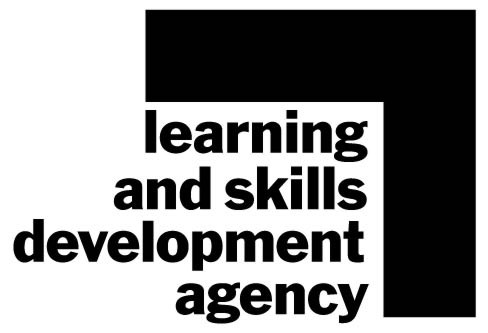 learning
and skills
development
agency